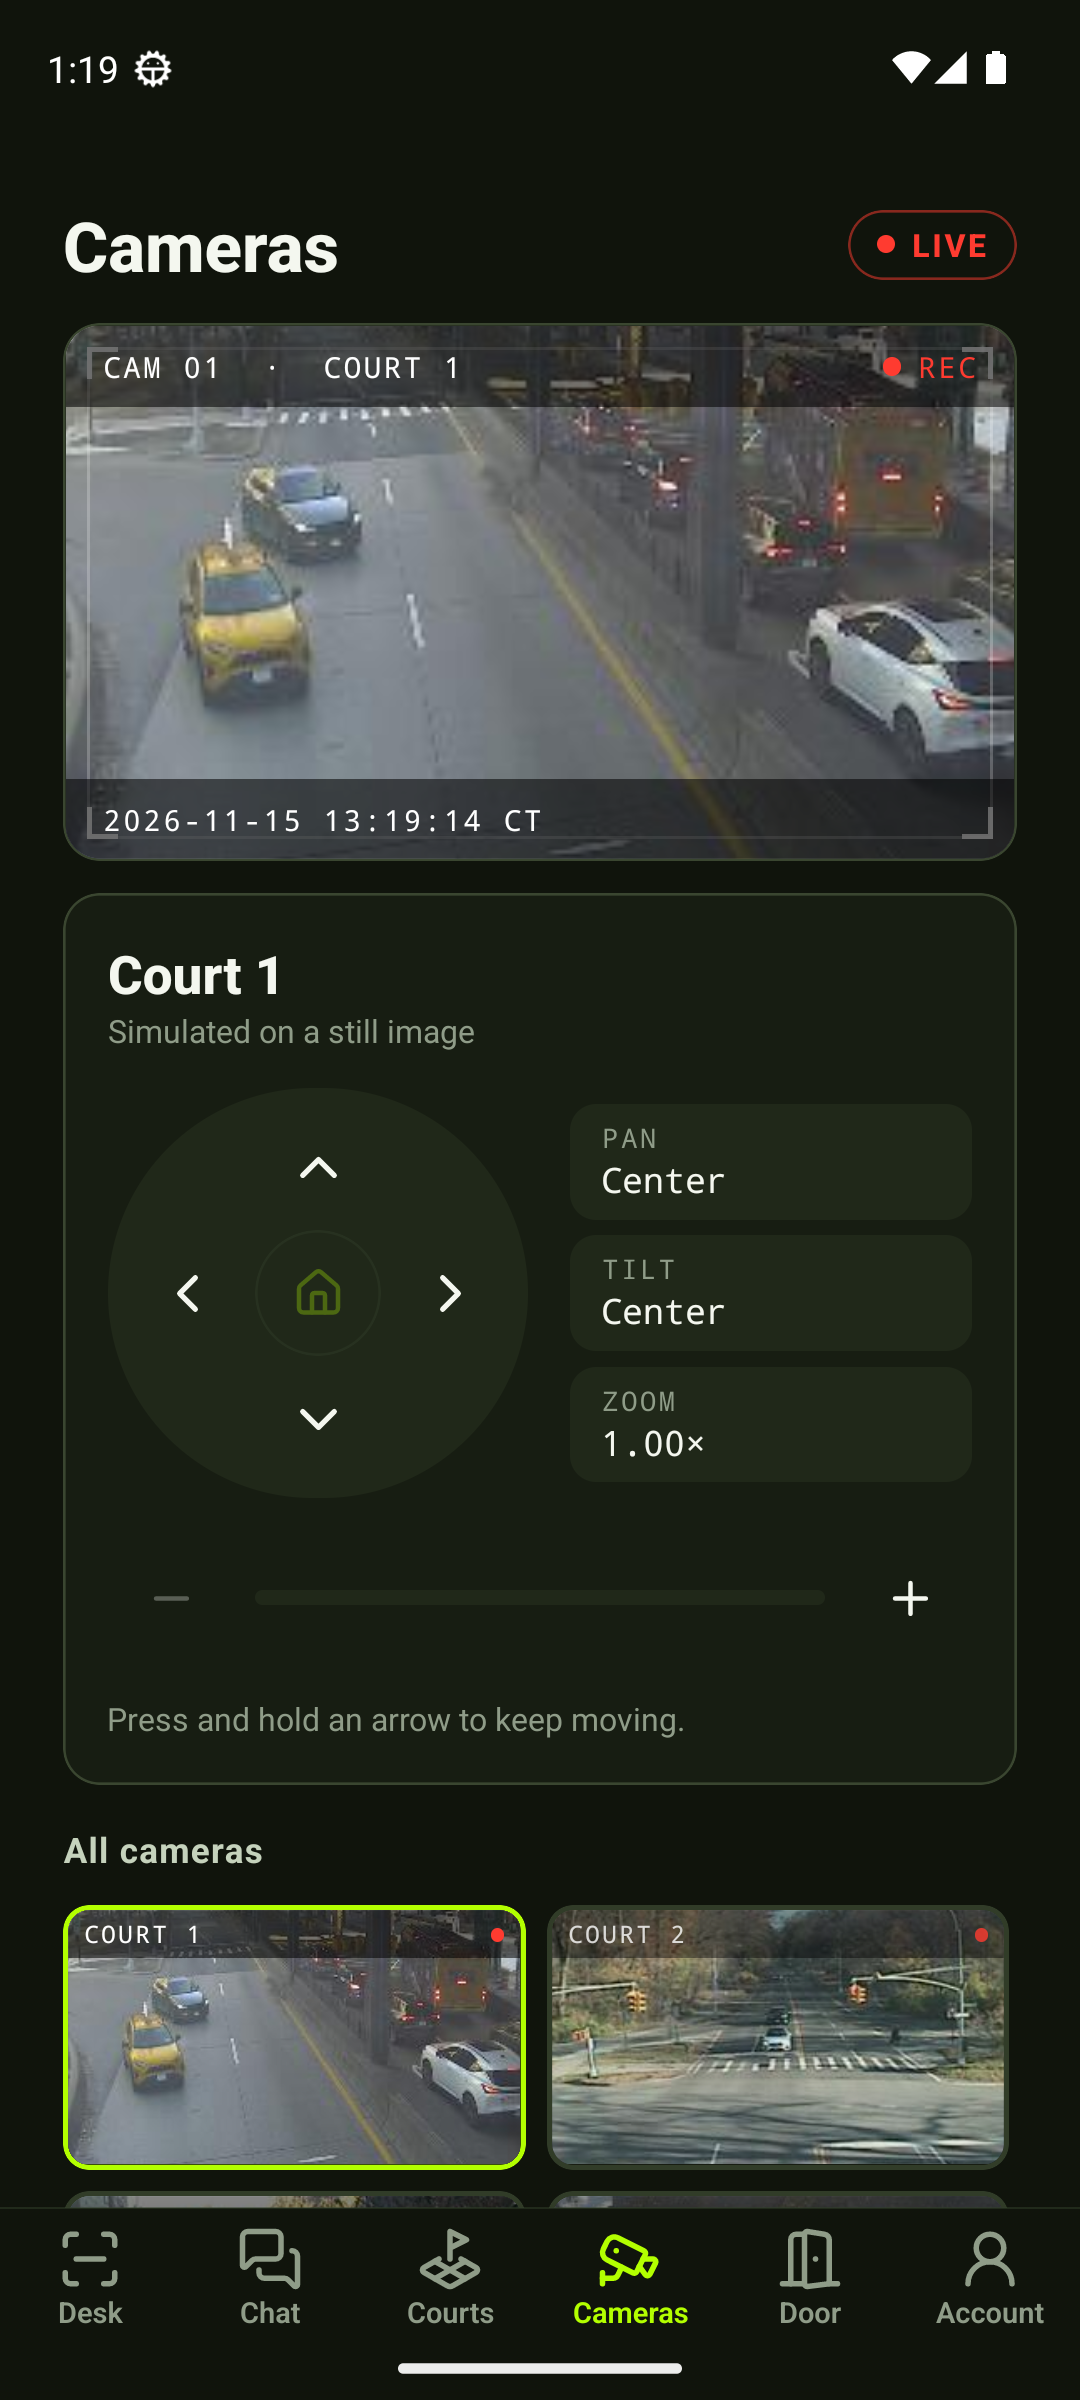 1:19
Cameras
LIVE
CAM 01 · COURT 1
REC
2026-11-15 13:19:14 CT
Court 1
Simulated on a still image
PAN
Center
TILT
Center
ZOOM
1.00×
Press and hold an arrow to keep moving.
All cameras
COURT 1
COURT 2
Desk
Chat
Courts
Cameras
Door
Account